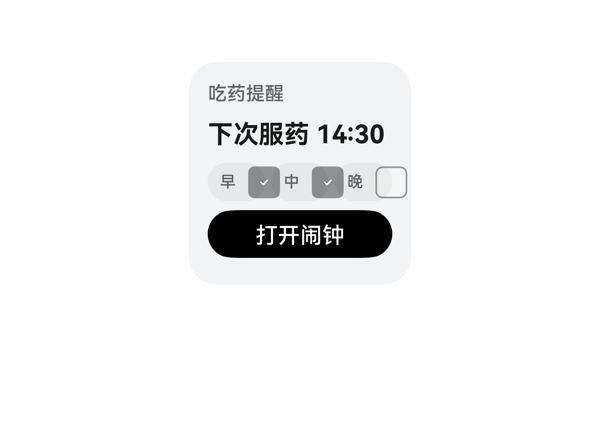 吃药提醒
下次服药 14:30
早 中 晚
打开闹钟